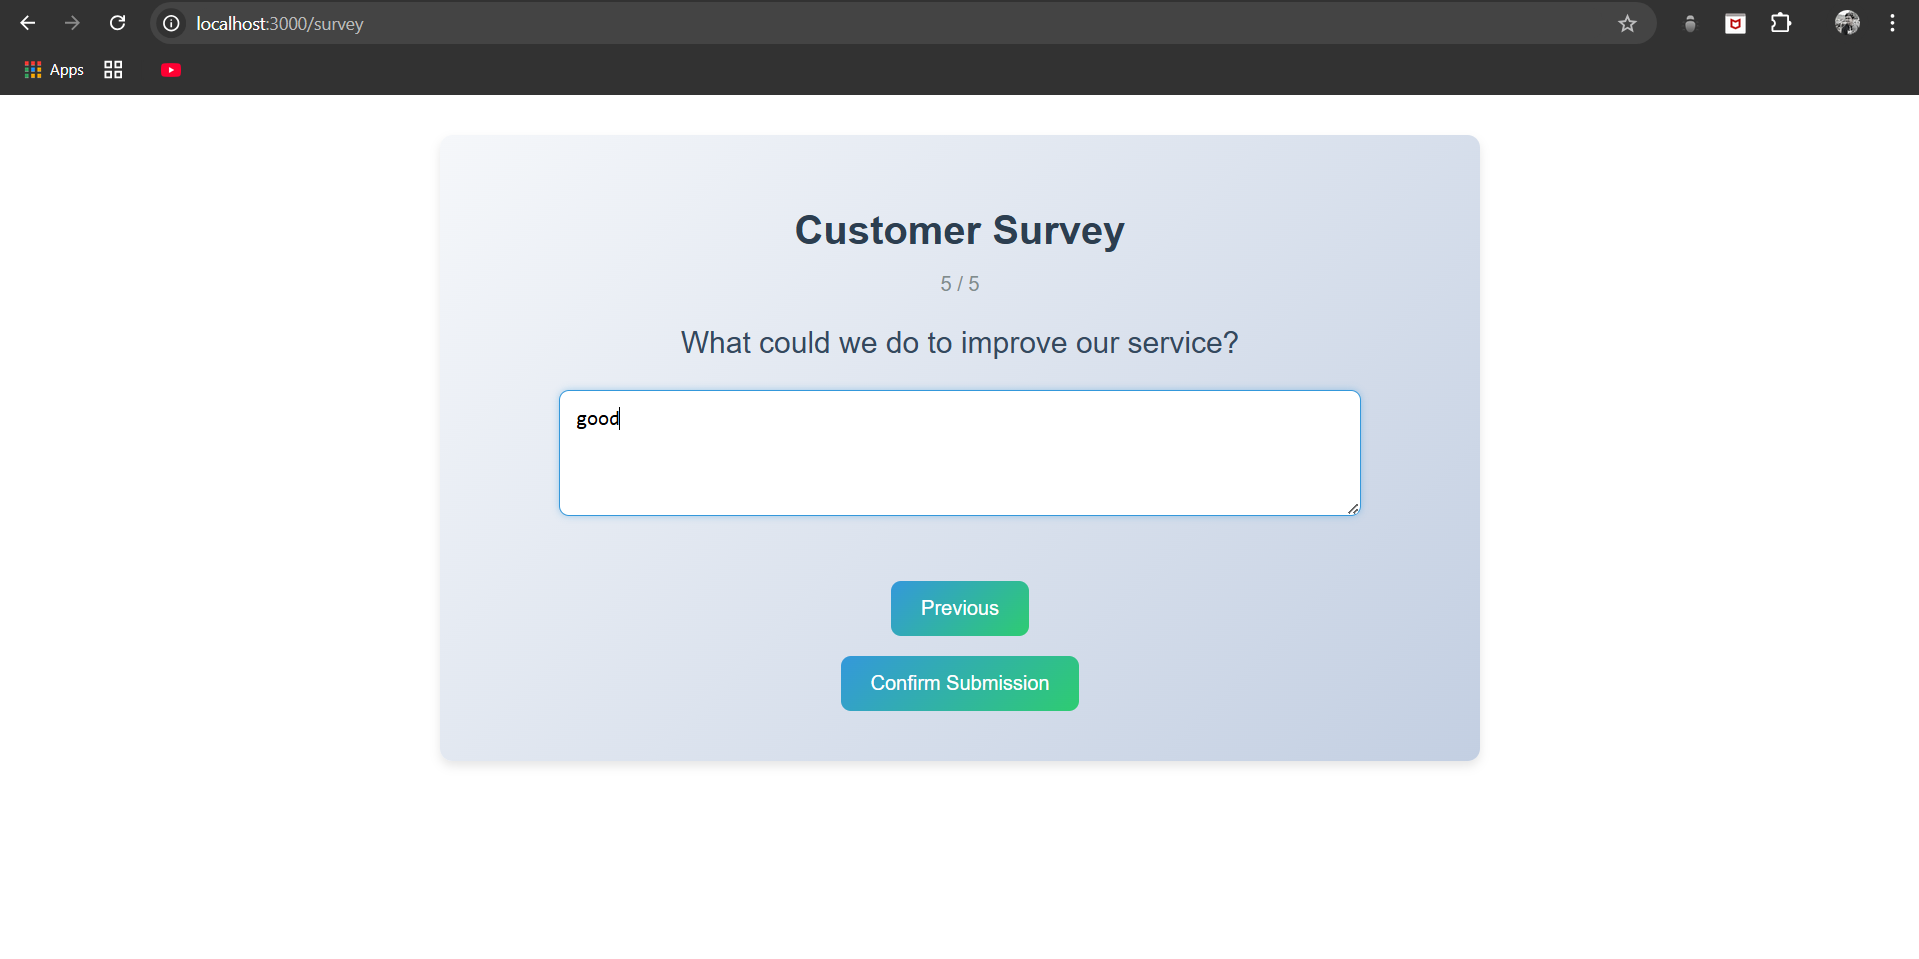 localhost:3000/survey
Apps
Customer Survey
5 / 5
What could we do to improve our service?
good
Previous
Confirm Submission